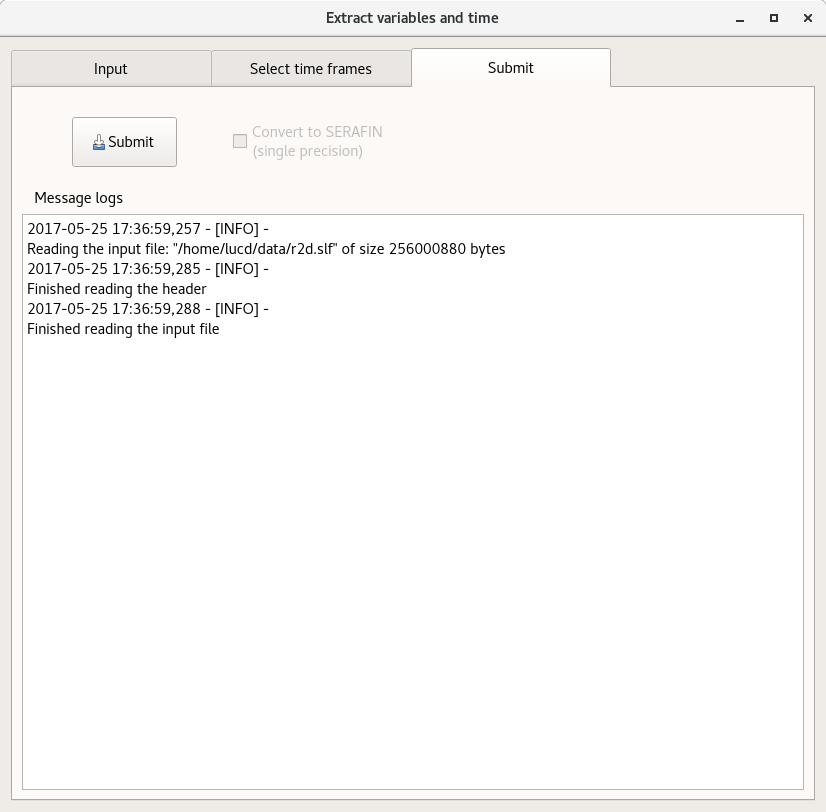 Extract variables and time
Input
Select time frames
Submit
Submit
Convert to SERAFIN
(single precision)
Message logs
2017-05-25 17:36:59,257 - [INFO] -
Reading the input file: "/home/lucd/data/r2d.slf" of size 256000880 bytes
2017-05-25 17:36:59,285 - [INFO] -
Finished reading the header
2017-05-25 17:36:59,288 - [INFO] -
Finished reading the input file